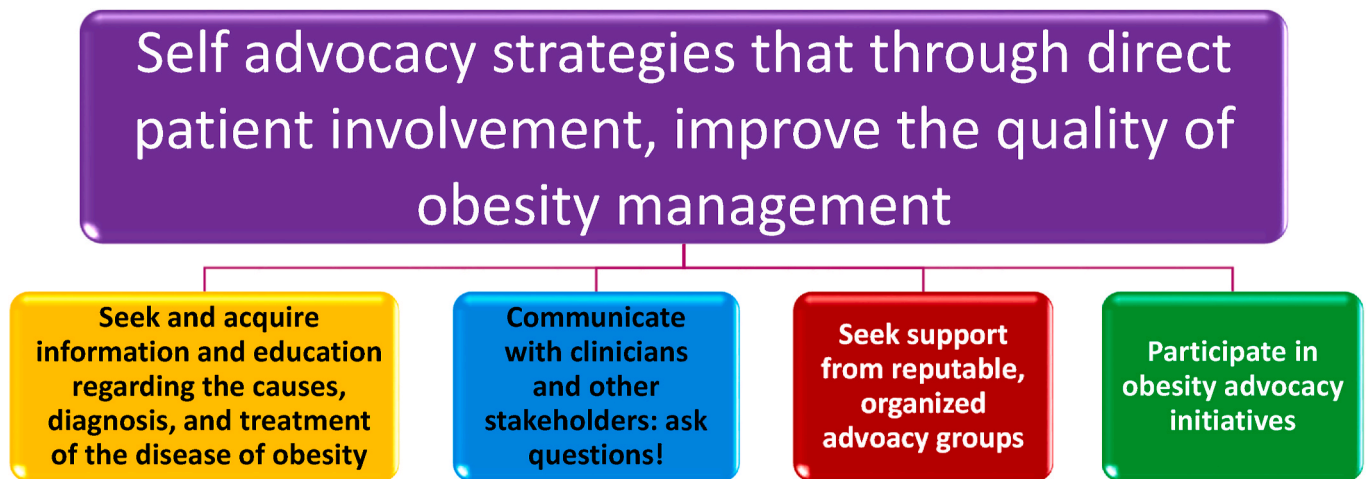 Self advocacy strategies that through direct
patient involvement, improve the quality of
obesity management
Seek and acquire
information and education
regarding the causes,
diagnosis, and treatment
of the disease of obesity
Communicate
with clinicians
and other
stakeholders: ask
questions!
Seek support
from reputable,
organized
advoacy groups
Participate in
obesity advocacy
initiatives